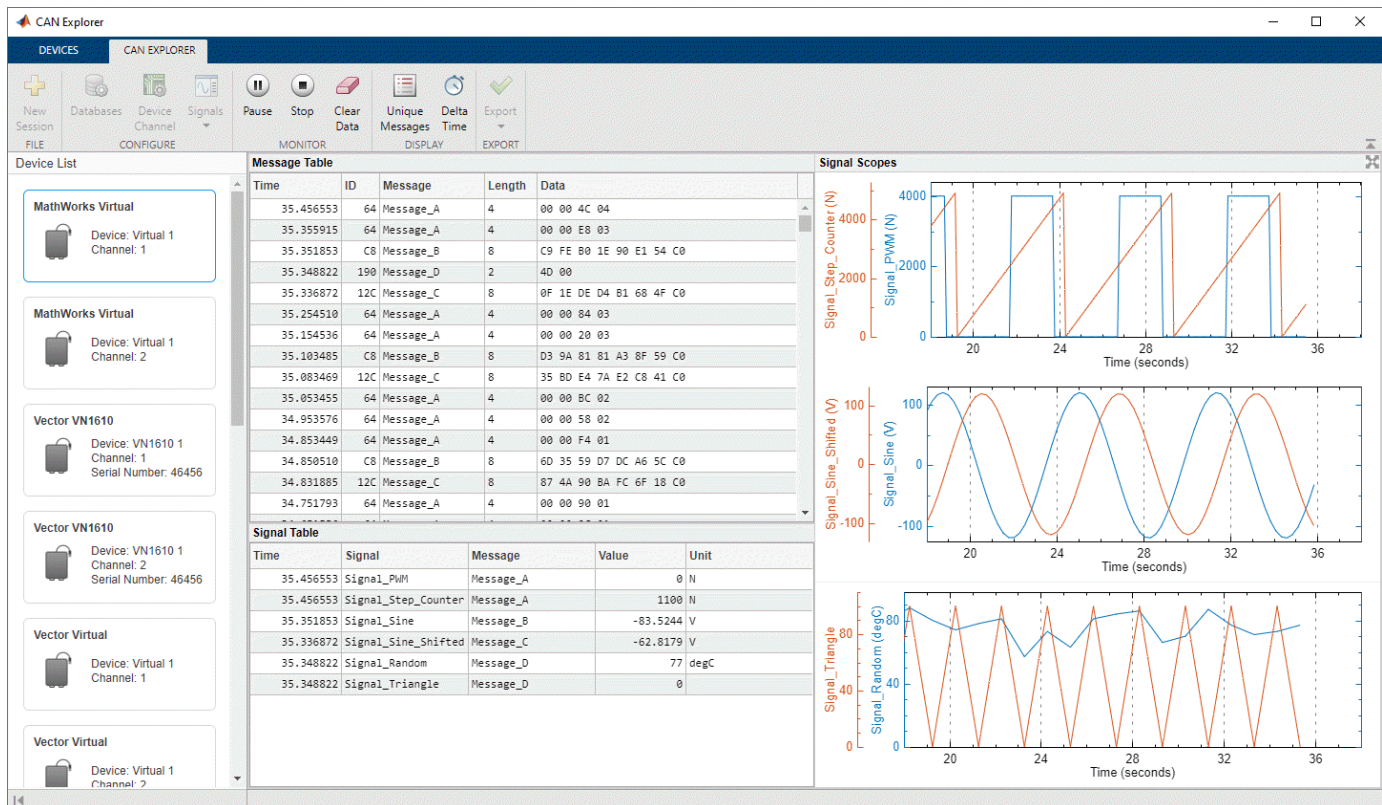 CAN Explorer
DEVICES CAN EXPLORER
New Session
Databases
Device Channel
Signals
Pause
Stop
Clear Data
Unique Messages
Delta Time
Export
FILE CONFIGURE MONITOR DISPLAY EXPORT
Device List
MathWorks Virtual
Device: Virtual 1
Channel: 1
MathWorks Virtual
Device: Virtual 1
Channel: 2
Vector VN1610
Device: VN1610 1
Channel: 1
Serial Number: 46456
Vector VN1610
Device: VN1610 1
Channel: 2
Serial Number: 46456
Vector Virtual
Device: Virtual 1
Channel: 1
Vector Virtual
Device: Virtual 1
Channel: 2
Message Table
Time ID Message Length Data
35.456553 64 Message_A 4 00 00 4C 04
35.355915 64 Message_A 4 00 00 E8 03
35.351853 C8 Message_B 8 C9 FE B0 1E 90 E1 54 C0
35.348822 190 Message_D 2 4D 00
35.336872 12C Message_C 8 0F 1E DE D4 B1 68 4F C0
35.254510 64 Message_A 4 00 00 84 03
35.154536 64 Message_A 4 00 00 20 03
35.103485 C8 Message_B 8 D3 9A 81 81 A3 8F 59 C0
35.083469 12C Message_C 8 35 BD E4 7A E2 C8 41 C0
35.053455 64 Message_A 4 00 00 BC 02
34.953576 64 Message_A 4 00 00 58 02
34.853449 64 Message_A 4 00 00 F4 01
34.850510 C8 Message_B 8 6D 35 59 D7 DC A6 5C C0
34.831885 12C Message_C 8 87 4A 90 BA FC 6F 18 C0
34.751793 64 Message_A 4 00 00 90 01
Signal Table
Time Signal Message Value Unit
35.456553 Signal_PWM Message_A 0 N
35.456553 Signal_Step_Counter Message_A 1100 N
35.351853 Signal_Sine Message_B -83.5244 V
35.336872 Signal_Sine_Shifted Message_C -62.8179 V
35.348822 Signal_Random Message_D 77 degC
35.348822 Signal_Triangle Message_D 0
Signal Scopes
Signal_Step_Counter (N)
4000
2000
0
Signal_PWM (N)
4000
2000
0
20 24 28 32 36
Time (seconds)
Signal_Sine_Shifted (V)
100
0
-100
Signal_Sine (V)
100
0
-100
20 24 28 32 36
Time (seconds)
Signal_Triangle
80
40
0
Signal_Random (degC)
80
40
0
20 24 28 32 36
Time (seconds)